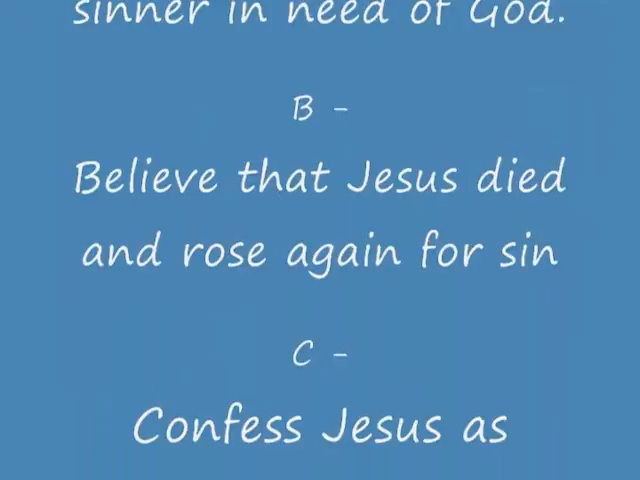 sinner in need of God.
B -
Believe that Jesus died
and rose again for sin
C -
Confess Jesus as